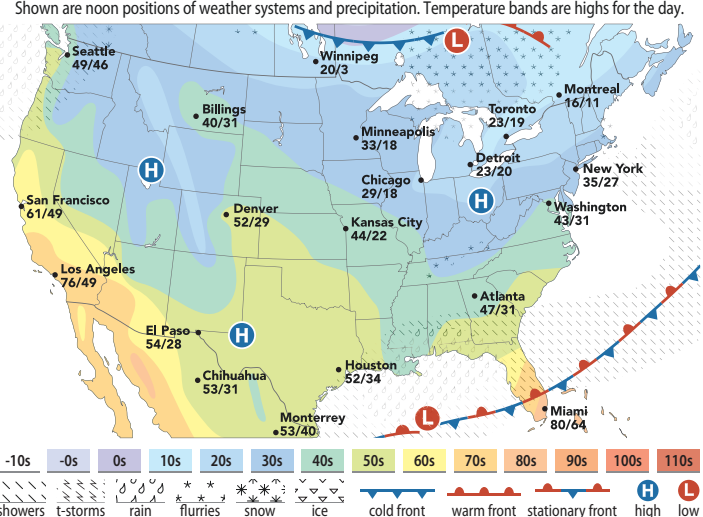 Shown are noon positions of weather systems and precipitation. Temperature bands are highs for the day.
Seattle
49/46
Winnipeg
20/3
L
Billings
40/31
Montreal
16/11
Toronto
23/19
Minneapolis
33/18
Detroit
23/20
H
Chicago
29/18
New York
35/27
San Francisco
61/49
H
Washington
43/31
Denver
52/29
Kansas City
44/22
Los Angeles
76/49
Atlanta
47/31
El Paso
54/28
H
Houston
52/34
Chihuahua
53/31
Monterrey
53/40
L
Miami
80/64
-10s -0s 0s 10s 20s 30s 40s 50s 60s 70s 80s 90s 100s 110s
H L
showers t-storms rain flurries snow ice cold front warm front stationary front high low